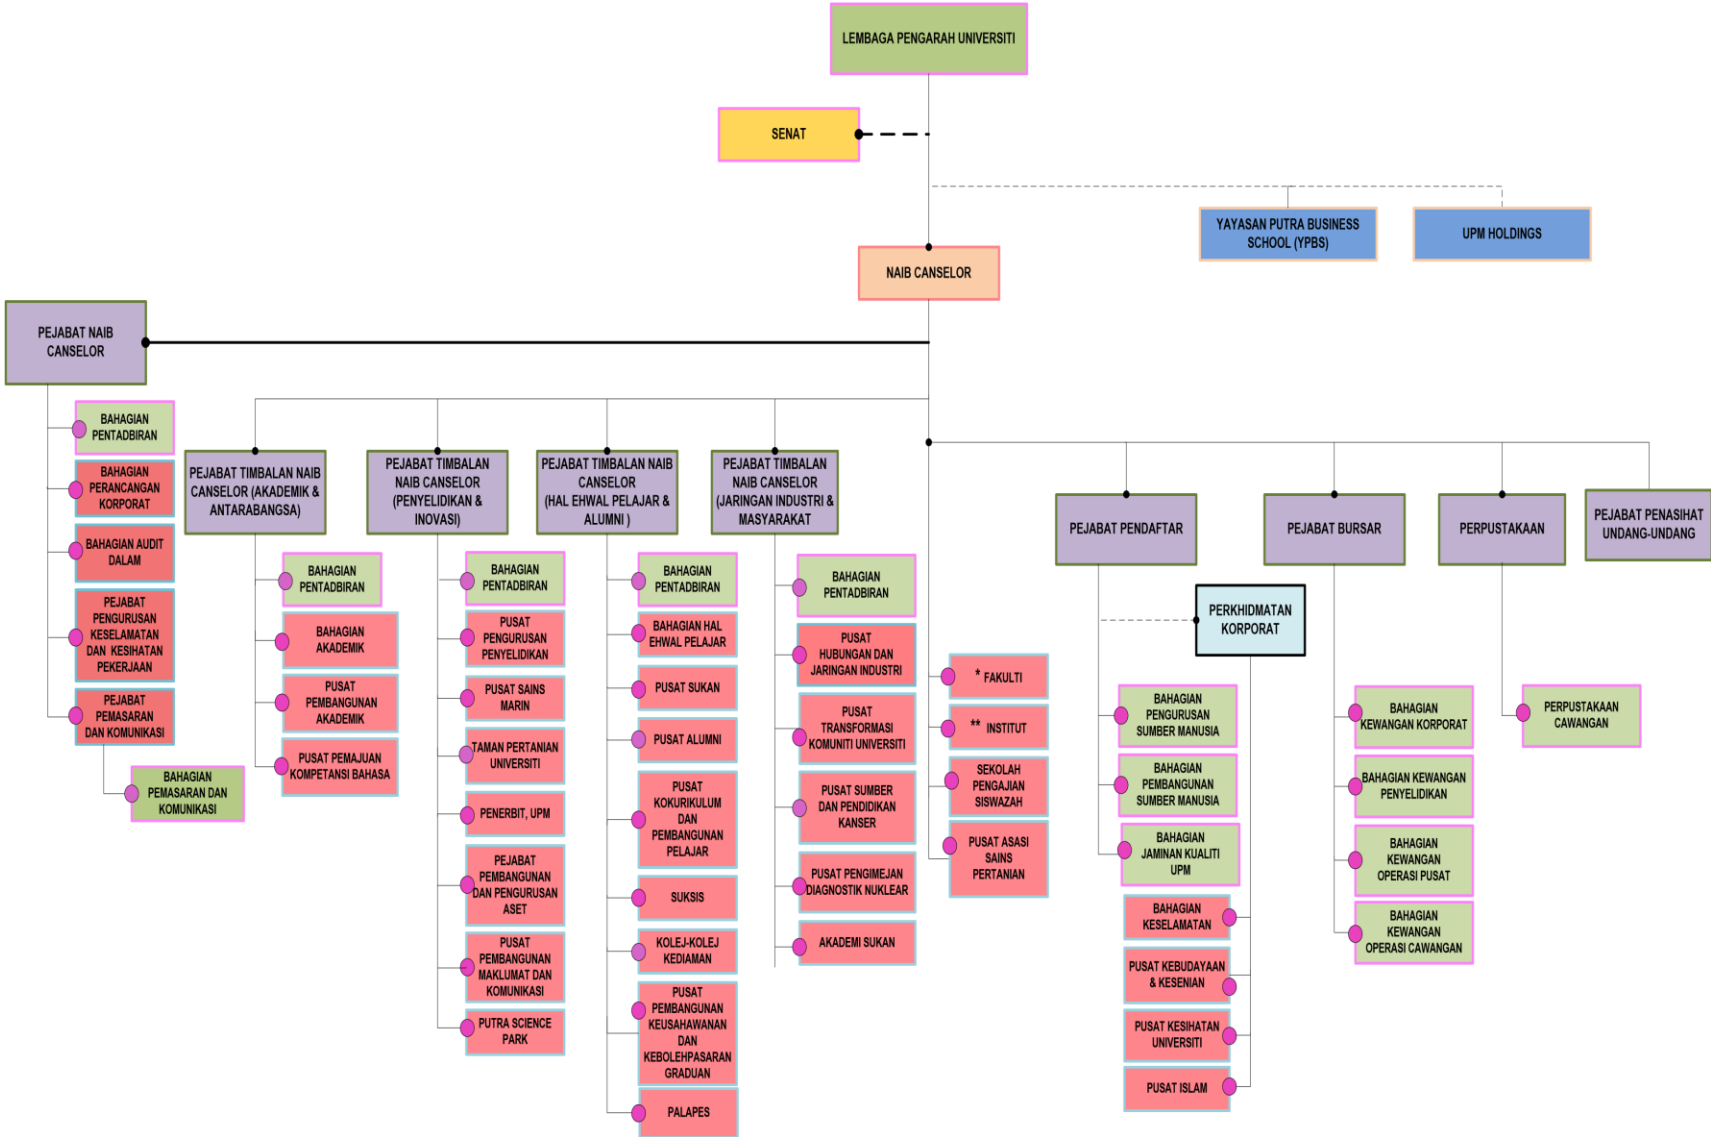 LEMBAGA PENGARAH UNIVERSITI
SENAT
YAYASAN PUTRA BUSINESS
SCHOOL (YPBS)
UPM HOLDINGS
NAIB CANSELOR
PEJABAT NAIB
CANSELOR
BAHAGIAN
PENTADBIRAN
BAHAGIAN
PERANCANGAN
KORPORAT
BAHAGIAN AUDIT
DALAM
PEJABAT
PENGURUSAN
KESELAMATAN
DAN KESIHATAN
PEKERJAAN
PEJABAT
PEMASARAN
DAN KOMUNIKASI
BAHAGIAN
PEMASARAN DAN
KOMUNIKASI
PEJABAT TIMBALAN NAIB
CANSELOR (AKADEMIK &
ANTARABANGSA)
BAHAGIAN
PENTADBIRAN
BAHAGIAN
AKADEMIK
PUSAT
PEMBANGUNAN
AKADEMIK
PUSAT PEMAJUAN
KOMPETANSI BAHASA
PEJABAT TIMBALAN
NAIB CANSELOR
(PENYELIDIKAN &
INOVASI)
BAHAGIAN
PENTADBIRAN
PUSAT
PENGURUSAN
PENYELIDIKAN
PUSAT SAINS
MARIN
TAMAN PERTANIAN
UNIVERSITI
PENERBIT, UPM
PEJABAT
PEMBANGUNAN
DAN PENGURUSAN
ASET
PUSAT
PEMBANGUNAN
MAKLUMAT DAN
KOMUNIKASI
PUTRA SCIENCE
PARK
PEJABAT TIMBALAN NAIB
CANSELOR
(HAL EHWAL PELAJAR &
ALUMNI )
BAHAGIAN
PENTADBIRAN
BAHAGIAN HAL
EHWAL PELAJAR
PUSAT SUKAN
PUSAT ALUMNI
PUSAT
KOKURIKULUM
DAN
PEMBANGUNAN
PELAJAR
SUKSIS
KOLEJ-KOLEJ
KEDIAMAN
PUSAT
PEMBANGUNAN
KEUSAHAWANAN
DAN
KEBOLEHPASARAN
GRADUAN
PALAPES
PEJABAT TIMBALAN
NAIB CANSELOR
(JARINGAN INDUSTRI &
MASYARAKAT
BAHAGIAN
PENTADBIRAN
PUSAT
HUBUNGAN DAN
JARINGAN INDUSTRI
PUSAT
TRANSFORMASI
KOMUNITI UNIVERSITI
PUSAT SUMBER
DAN PENDIDIKAN
KANSER
PUSAT PENGIMEJAN
DIAGNOSTIK NUKLEAR
AKADEMI SUKAN
* FAKULTI
** INSTITUT
SEKOLAH
PENGAJIAN
SISWAZAH
PUSAT ASASI
SAINS
PERTANIAN
PEJABAT PENDAFTAR
PERKHIDMATAN
KORPORAT
BAHAGIAN
PENGURUSAN
SUMBER MANUSIA
BAHAGIAN
PEMBANGUNAN
SUMBER MANUSIA
BAHAGIAN
JAMINAN KUALITI
UPM
BAHAGIAN
KESELAMATAN
PUSAT KEBUDAYAAN
& KESENIAN
PUSAT KESIHATAN
UNIVERSITI
PUSAT ISLAM
PEJABAT BURSAR
BAHAGIAN
KEWANGAN KORPORAT
BAHAGIAN KEWANGAN
PENYELIDIKAN
BAHAGIAN
KEWANGAN
OPERASI PUSAT
BAHAGIAN
KEWANGAN
OPERASI CAWANGAN
PERPUSTAKAAN
PERPUSTAKAAN
CAWANGAN
PEJABAT PENASIHAT
UNDANG-UNDANG